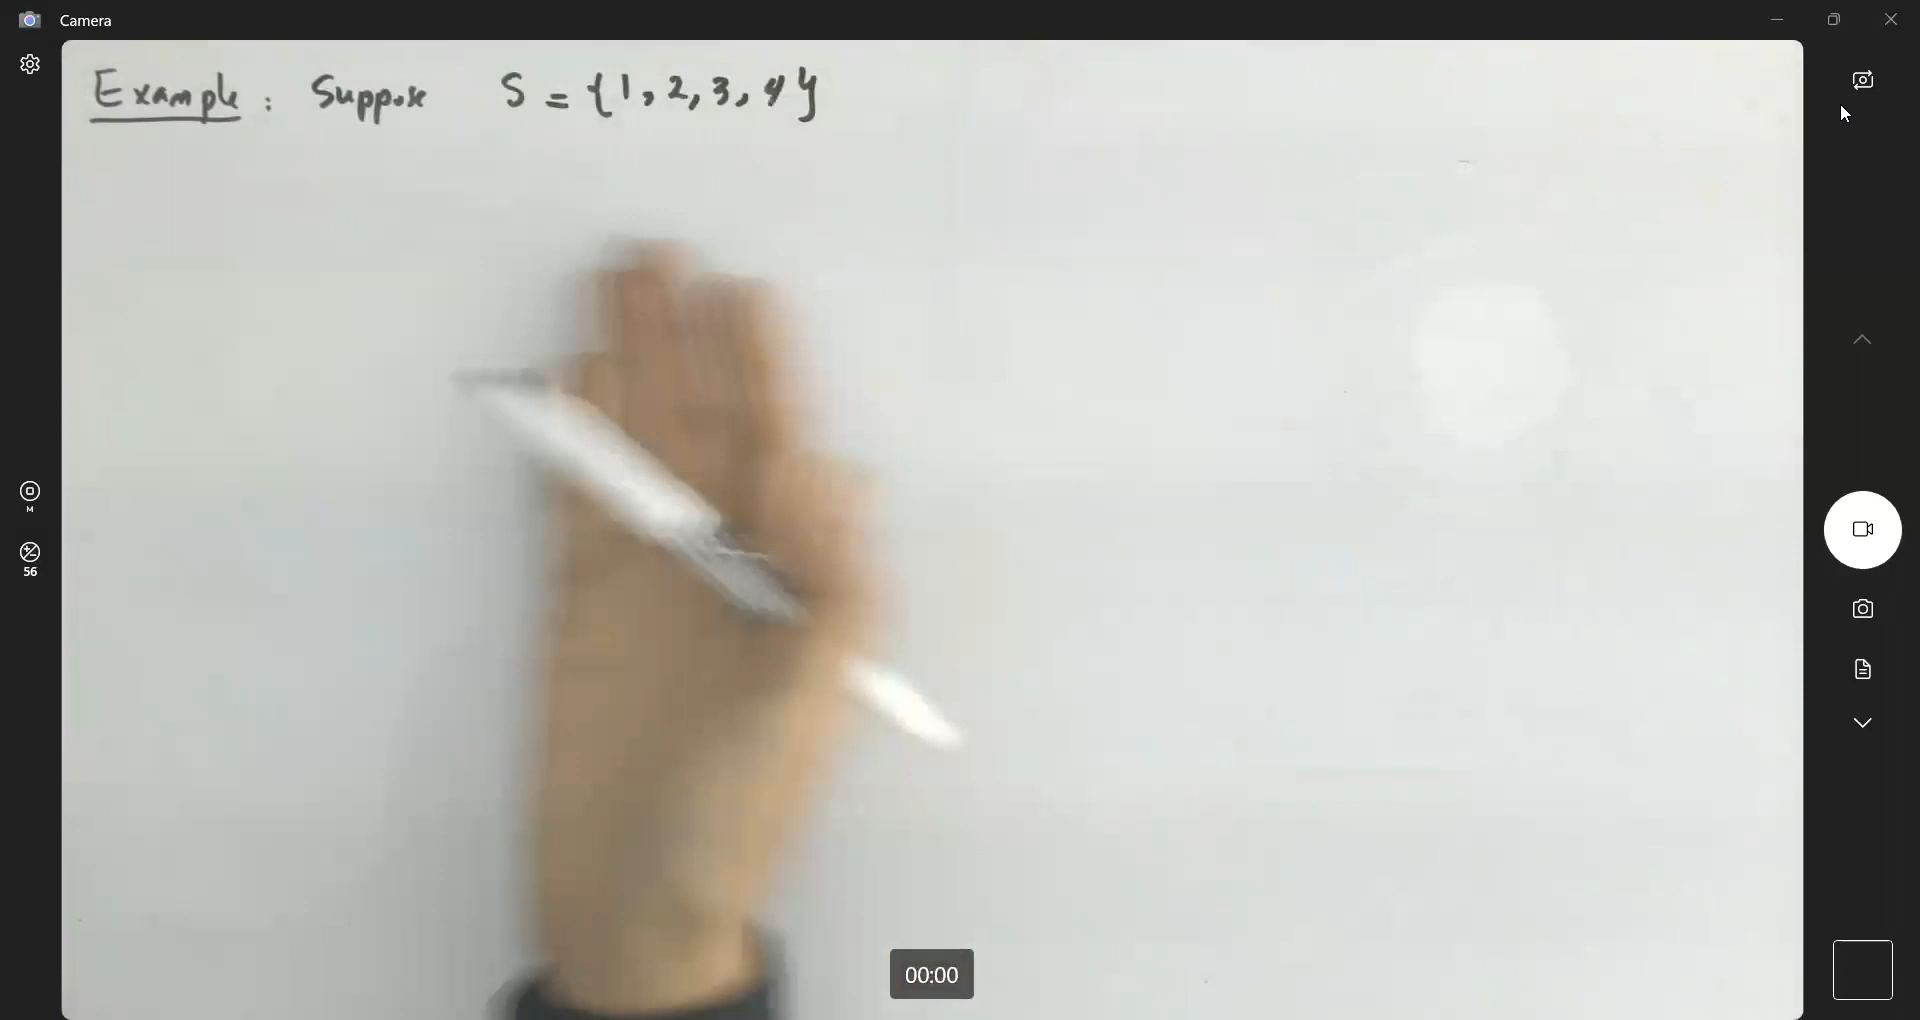 Camera
Example : Suppose S = {1, 2, 3, 4}
M
56
00:00